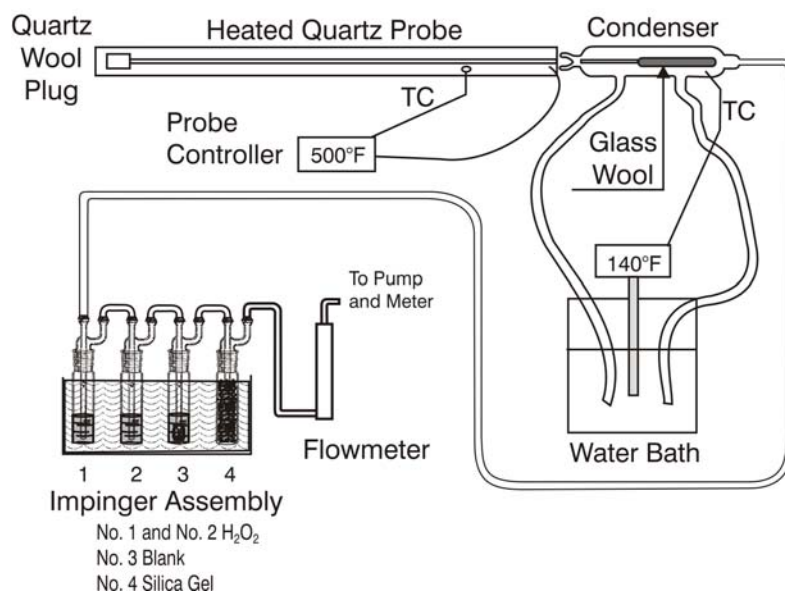 Quartz
Wool
Plug
Heated Quartz Probe
Condenser
TC
TC
Probe
Controller
500°F
Glass
Wool
140°F
To Pump
and Meter
Flowmeter
Water Bath
1 2 3 4
Impinger Assembly
No. 1 and No. 2 H₂O₂
No. 3 Blank
No. 4 Silica Gel